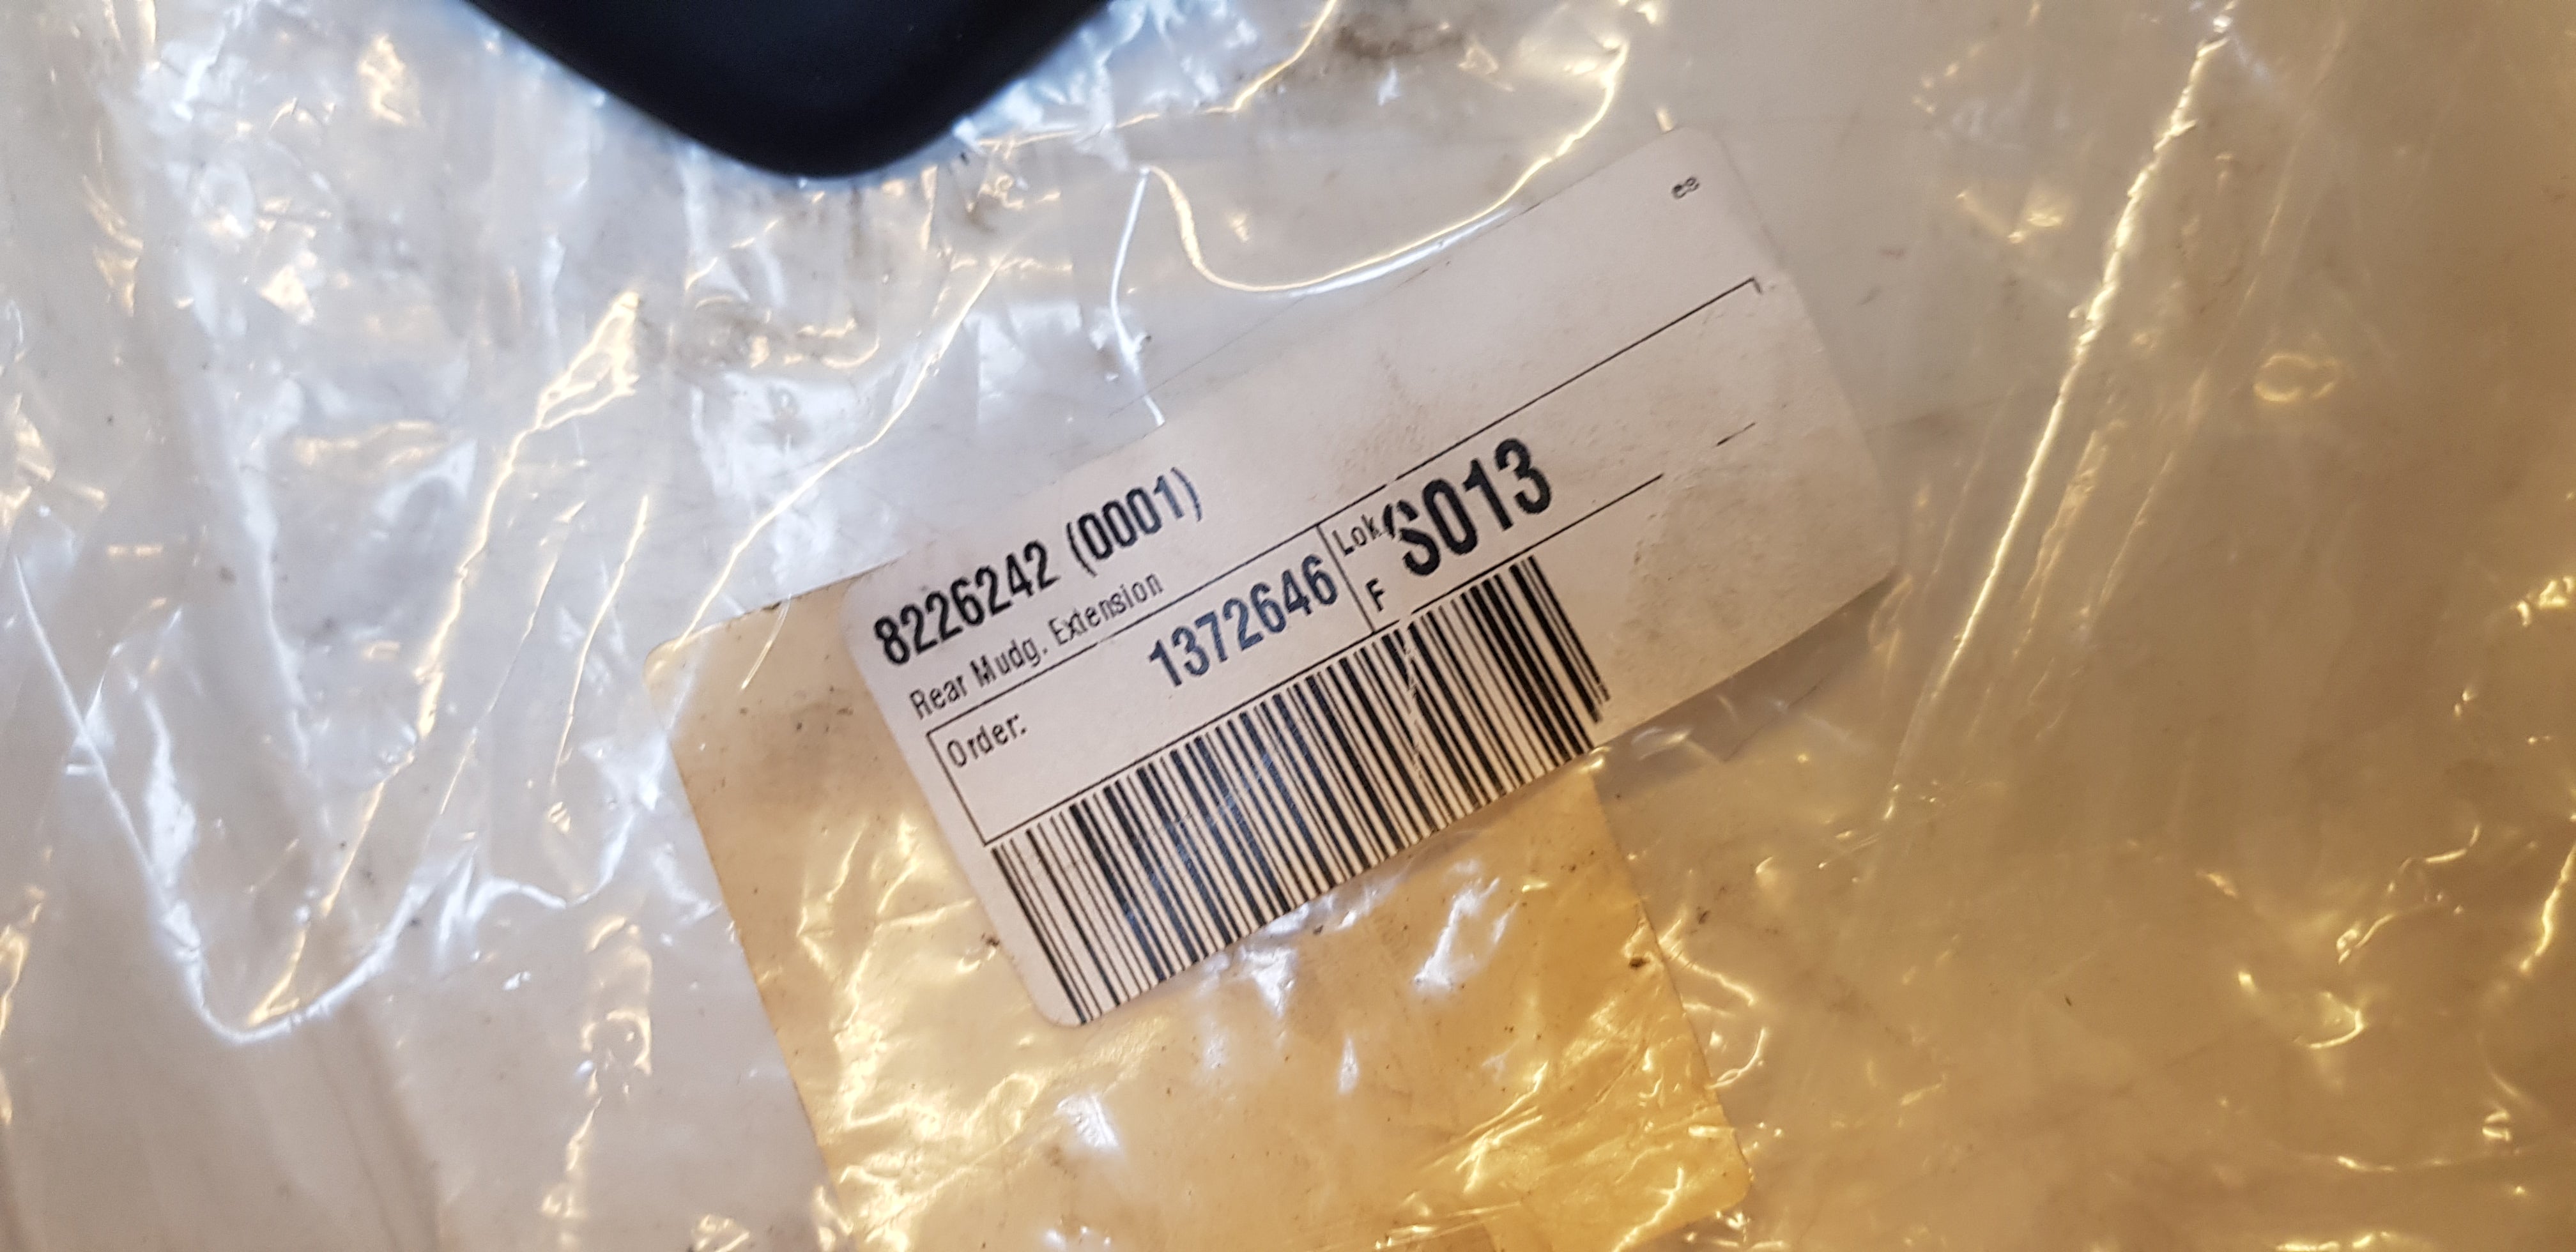 8226242 (0001)
Rear Mudg. Extension
Order: 1372646
Lok
F S013